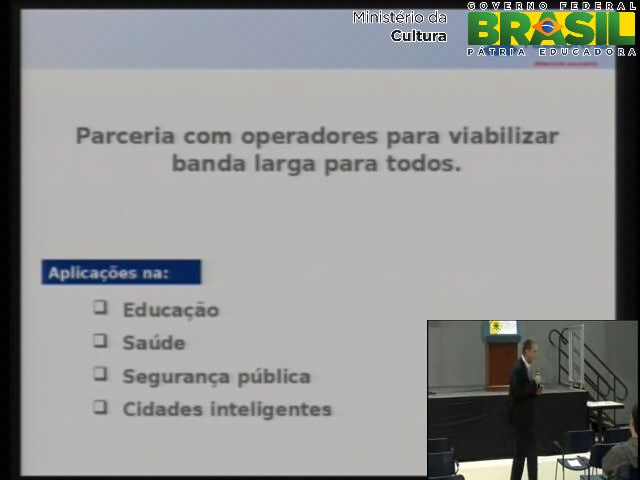 Ministério da
Cultura
GOVERNO FEDERAL
BRASIL
PÁTRIA EDUCADORA
Parceria com operadores para viabilizar
banda larga para todos.
Aplicações na:
Educação
Saúde
Segurança pública
Cidades inteligentes